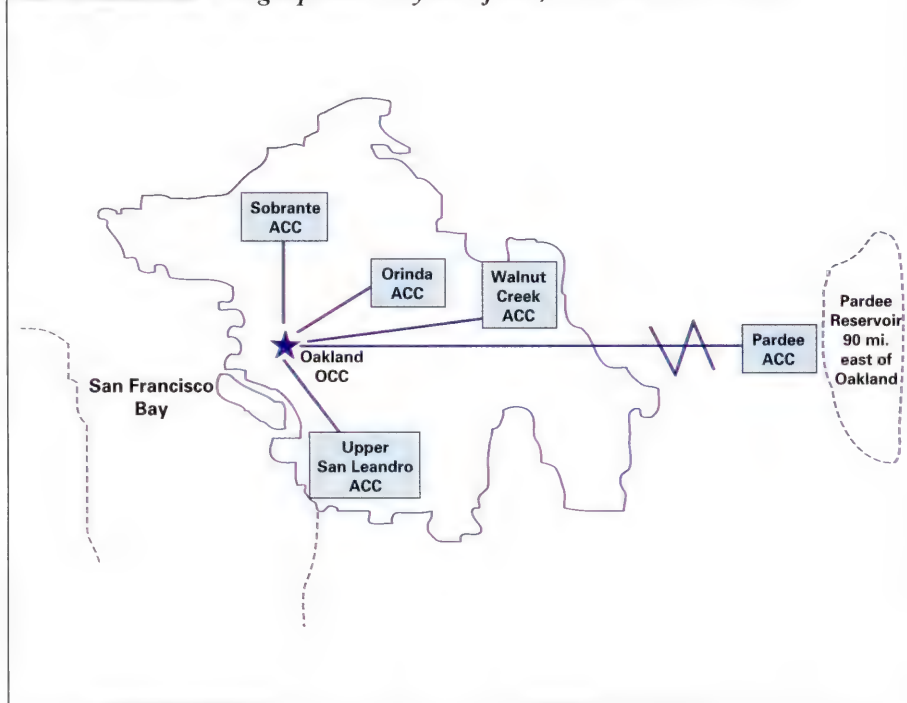 Sobrante
ACC
Orinda
ACC
Walnut
Creek
ACC
Pardee
ACC
Pardee
Reservoir
90 mi.
east of
Oakland
Oakland
OCC
San Francisco
Bay
Upper
San Leandro
ACC